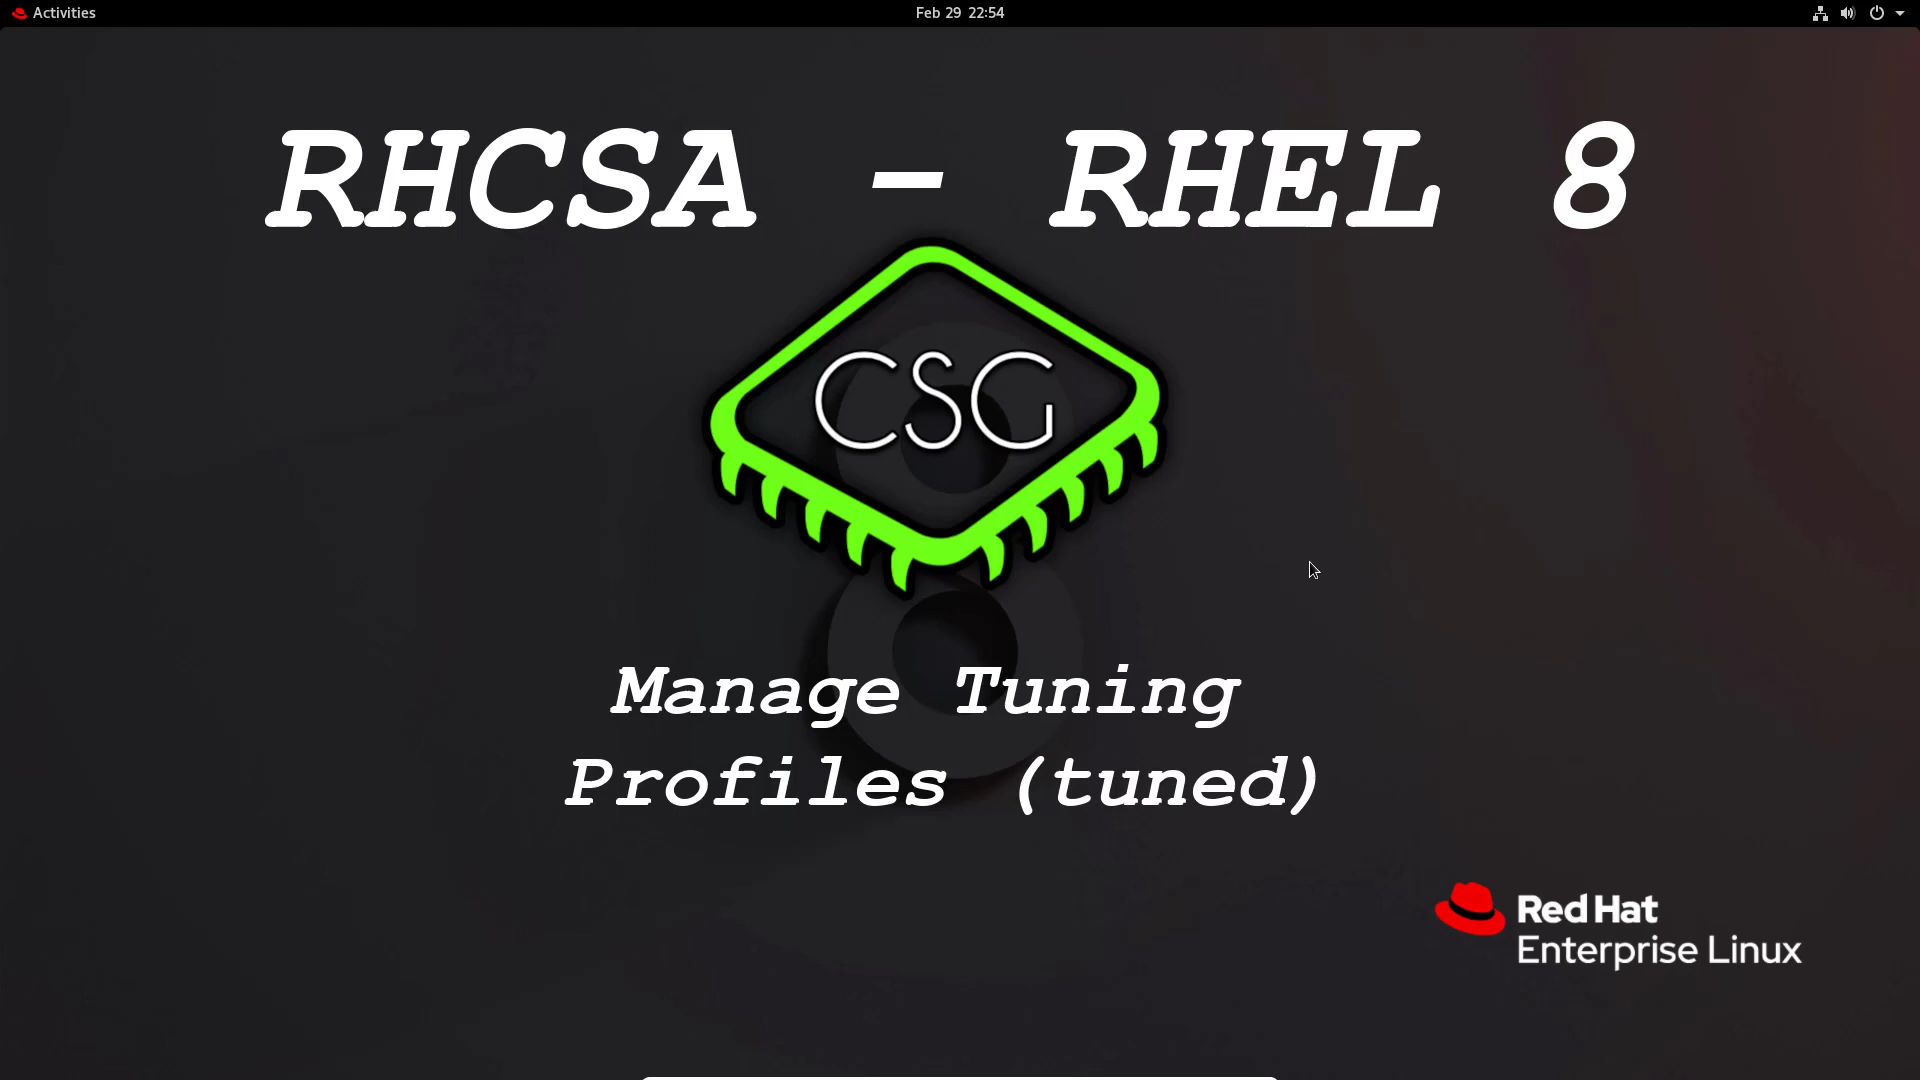 Activities
Feb 29 22:54
RHCSA - RHEL 8
CSG
Manage Tuning
Profiles (tuned)
Red Hat
Enterprise Linux